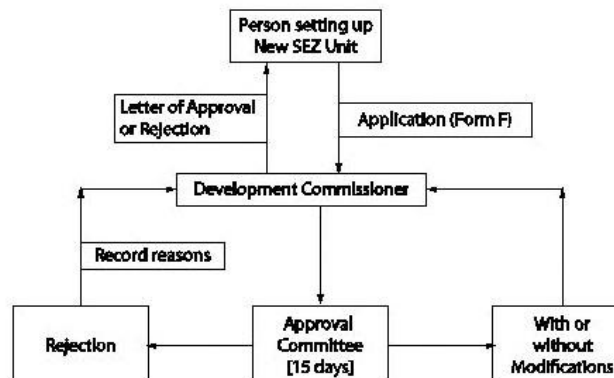 Person setting up
New SEZ Unit
Letter of Approval
or Rejection
Application (Form F)
Development Commissioner
Record reasons
Rejection
Approval
Committee
[15 days]
With or
without
Modifications